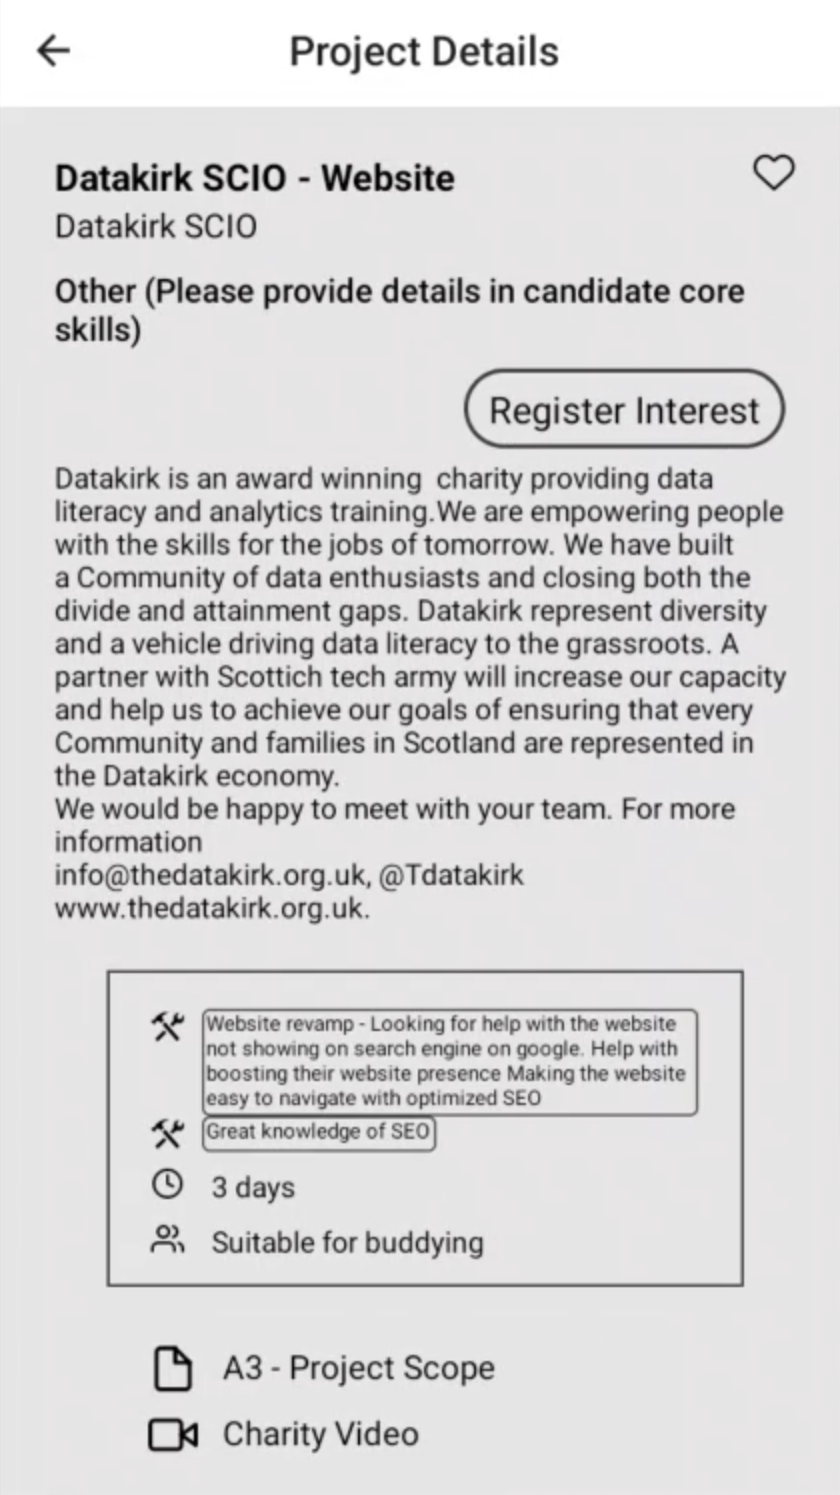 Project Details
Datakirk SCIO - Website
Datakirk SCIO
Other (Please provide details in candidate core
skills)
Register Interest
Datakirk is an award winning  charity providing data
literacy and analytics training.We are empowering people
with the skills for the jobs of tomorrow. We have built
a Community of data enthusiasts and closing both the
divide and attainment gaps. Datakirk represent diversity
and a vehicle driving data literacy to the grassroots. A
partner with Scottich tech army will increase our capacity
and help us to achieve our goals of ensuring that every
Community and families in Scotland are represented in
the Datakirk economy.
We would be happy to meet with your team. For more
information
info@thedatakirk.org.uk, @Tdatakirk
www.thedatakirk.org.uk.
Website revamp - Looking for help with the website
not showing on search engine on google. Help with
boosting their website presence Making the website
easy to navigate with optimized SEO
Great knowledge of SEO
3 days
Suitable for buddying
A3 - Project Scope
Charity Video